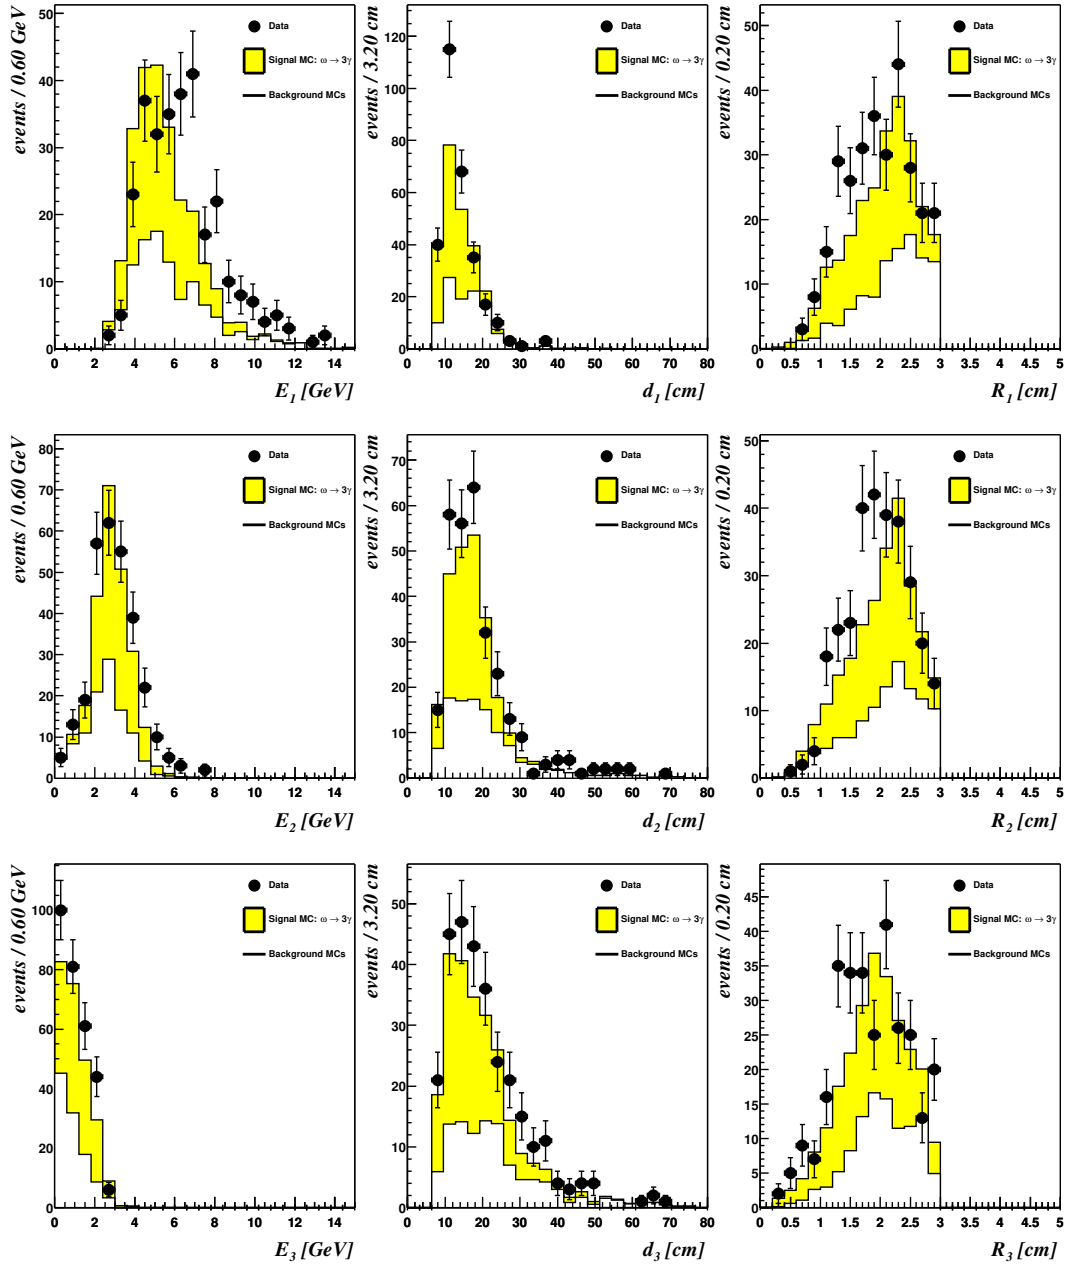 events / 0.60 GeV
50
40
30
20
10
0
0 2 4 6 8 10 12 14
E1 [GeV]
Data
Signal MC: ω → 3γ
Background MCs
events / 3.20 cm
120
100
80
60
40
20
0
0 10 20 30 40 50 60 70 80
d1 [cm]
Data
Signal MC: ω → 3γ
Background MCs
events / 0.20 cm
50
40
30
20
10
0
0 0.5 1 1.5 2 2.5 3 3.5 4 4.5 5
R1 [cm]
Data
Signal MC: ω → 3γ
Background MCs
events / 0.60 GeV
80
70
60
50
40
30
20
10
0
0 2 4 6 8 10 12 14
E2 [GeV]
Data
Signal MC: ω → 3γ
Background MCs
events / 3.20 cm
70
60
50
40
30
20
10
0
0 10 20 30 40 50 60 70 80
d2 [cm]
Data
Signal MC: ω → 3γ
Background MCs
events / 0.20 cm
50
40
30
20
10
0
0 0.5 1 1.5 2 2.5 3 3.5 4 4.5 5
R2 [cm]
Data
Signal MC: ω → 3γ
Background MCs
events / 0.60 GeV
100
80
60
40
20
0
0 2 4 6 8 10 12 14
E3 [GeV]
Data
Signal MC: ω → 3γ
Background MCs
events / 3.20 cm
50
40
30
20
10
0
0 10 20 30 40 50 60 70 80
d3 [cm]
Data
Signal MC: ω → 3γ
Background MCs
events / 0.20 cm
45
40
35
30
25
20
15
10
5
0
0 0.5 1 1.5 2 2.5 3 3.5 4 4.5 5
R3 [cm]
Data
Signal MC: ω → 3γ
Background MCs